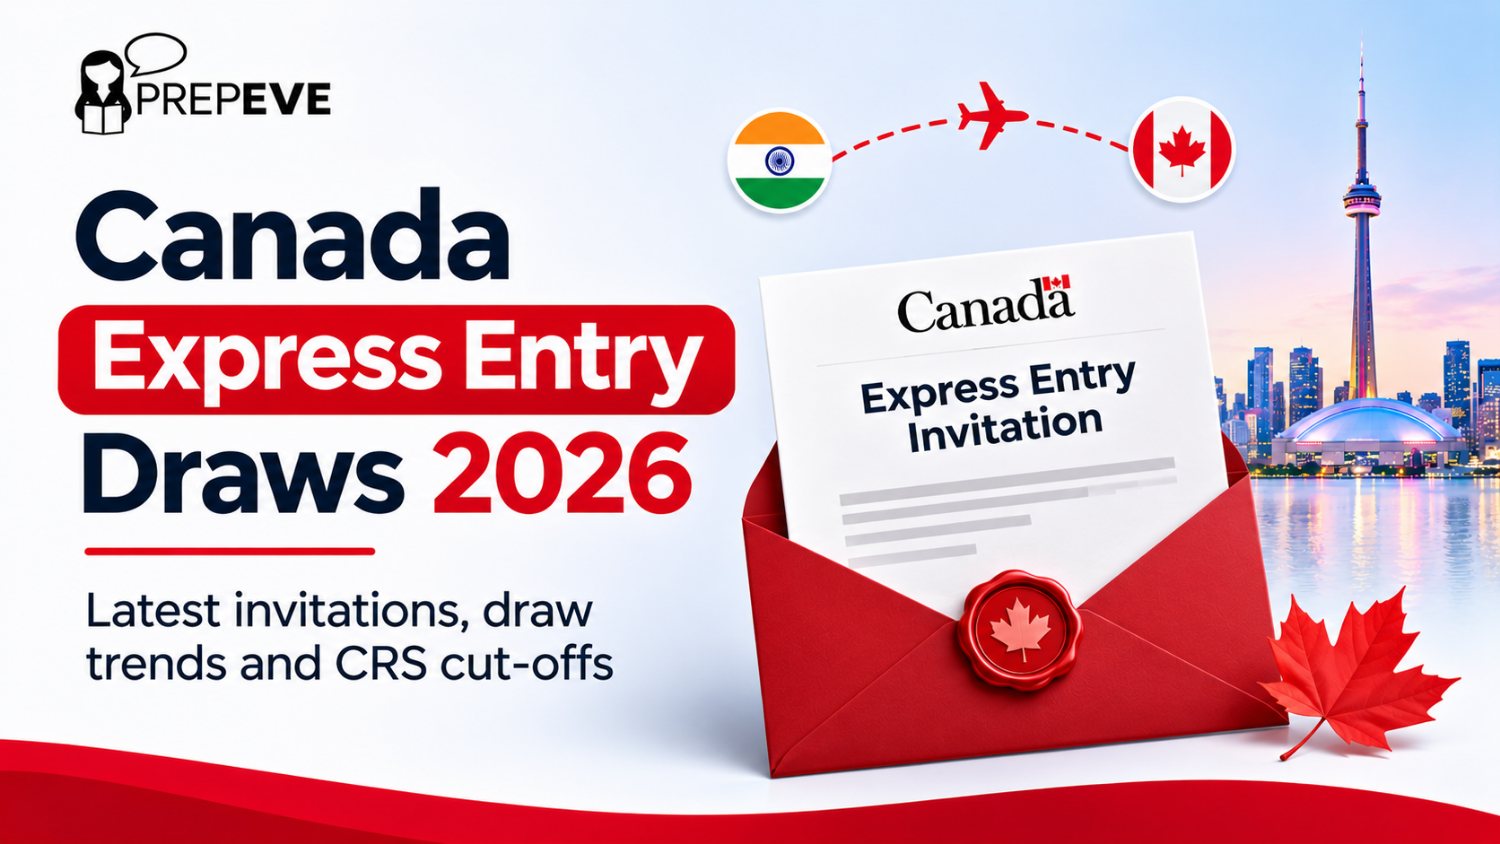 PREPEVE
Canada
Express Entry
Draws 2026
Latest invitations, draw
trends and CRS cut-offs
Canada
Express Entry
Invitation